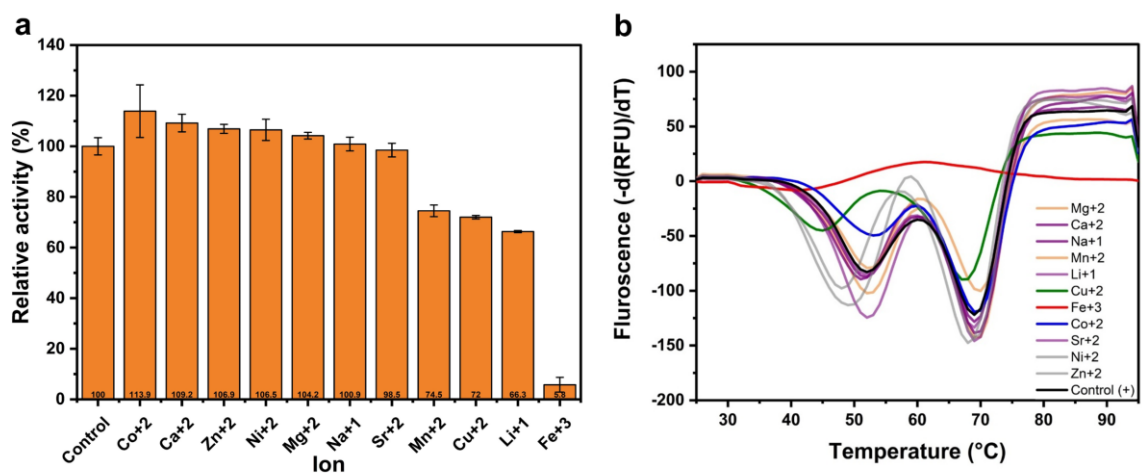 a
140
120
100
80
60
40
20
0
Relative activity (%)
100 113.9 109.2 106.9 106.5 104.2 100.9 98.5 74.5 72 66.3 5.8
Control Co+2 Ca+2 Zn+2 Ni+2 Mg+2 Na+1 Sr+2 Mn+2 Cu+2 Li+1 Fe+3
Ion
b
100
50
0
-50
-100
-150
-200
Fluroscence (-d(RFU)/dT)
Mg+2
Ca+2
Na+1
Mn+2
Li+1
Cu+2
Fe+3
Co+2
Sr+2
Ni+2
Zn+2
Control (+)
30 40 50 60 70 80 90
Temperature (°C)